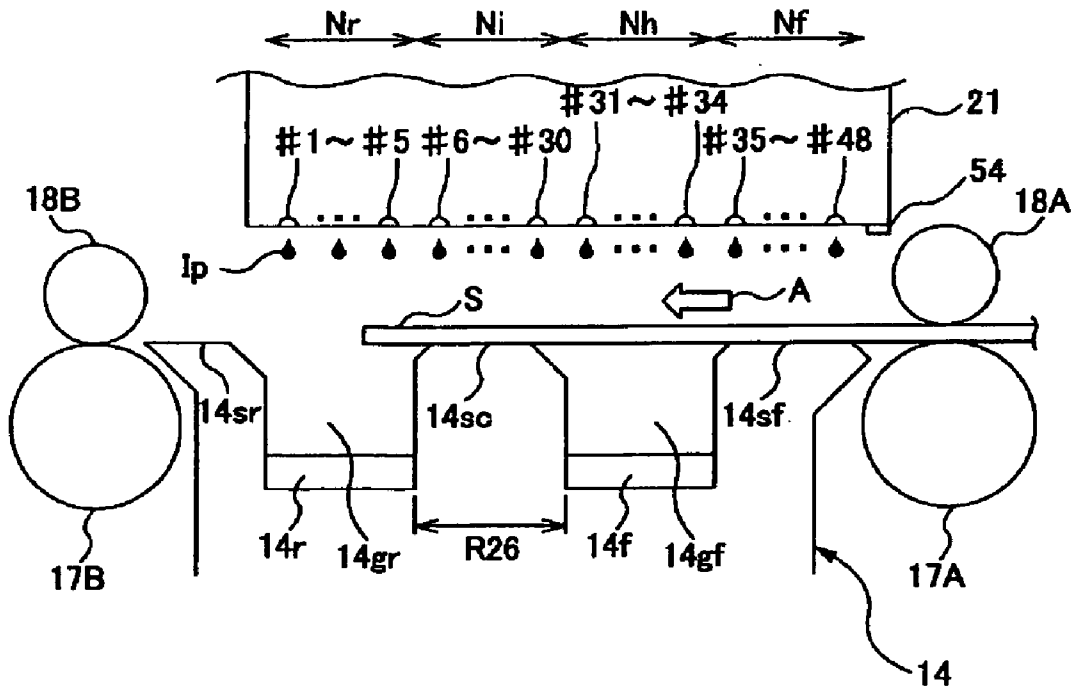 Nr Ni Nh Nf
#31～#34
21
#1～#5 #6～#30 #35～#48
54
18B
18A
Ip
S
A
14sr
14sc
14sf
14r
14gr
R26
14f
14gf
17B
17A
14